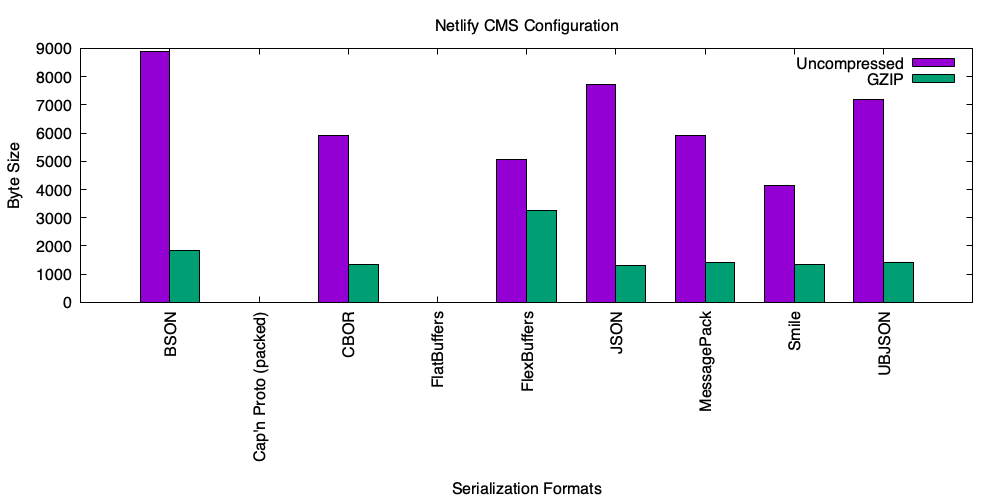 Netlify CMS Configuration
Uncompressed
GZIP
Byte Size
9000
8000
7000
6000
5000
4000
3000
2000
1000
0
BSON
Cap'n Proto (packed)
CBOR
FlatBuffers
FlexBuffers
JSON
MessagePack
Smile
UBJSON
Serialization Formats